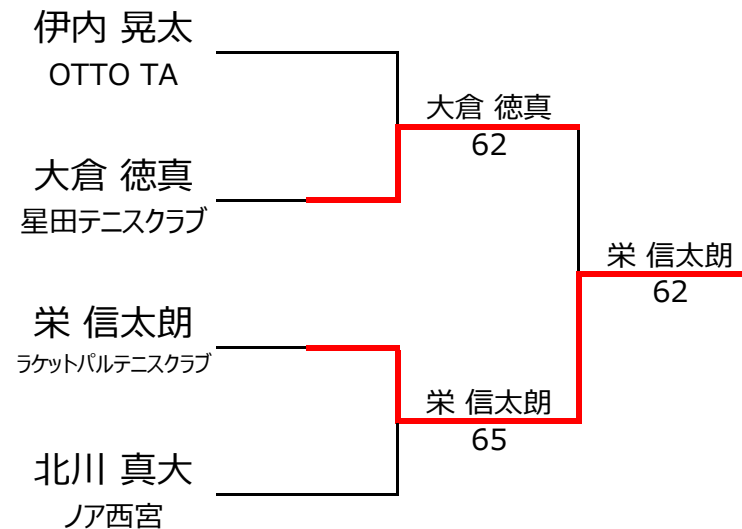 伊内 晃太
OTTO TA
大倉 徳真
62
大倉 徳真
星田テニスクラブ
栄 信太朗
62
栄 信太朗
ラケットパルテニスクラブ
栄 信太朗
65
北川 真大
ノア西宮